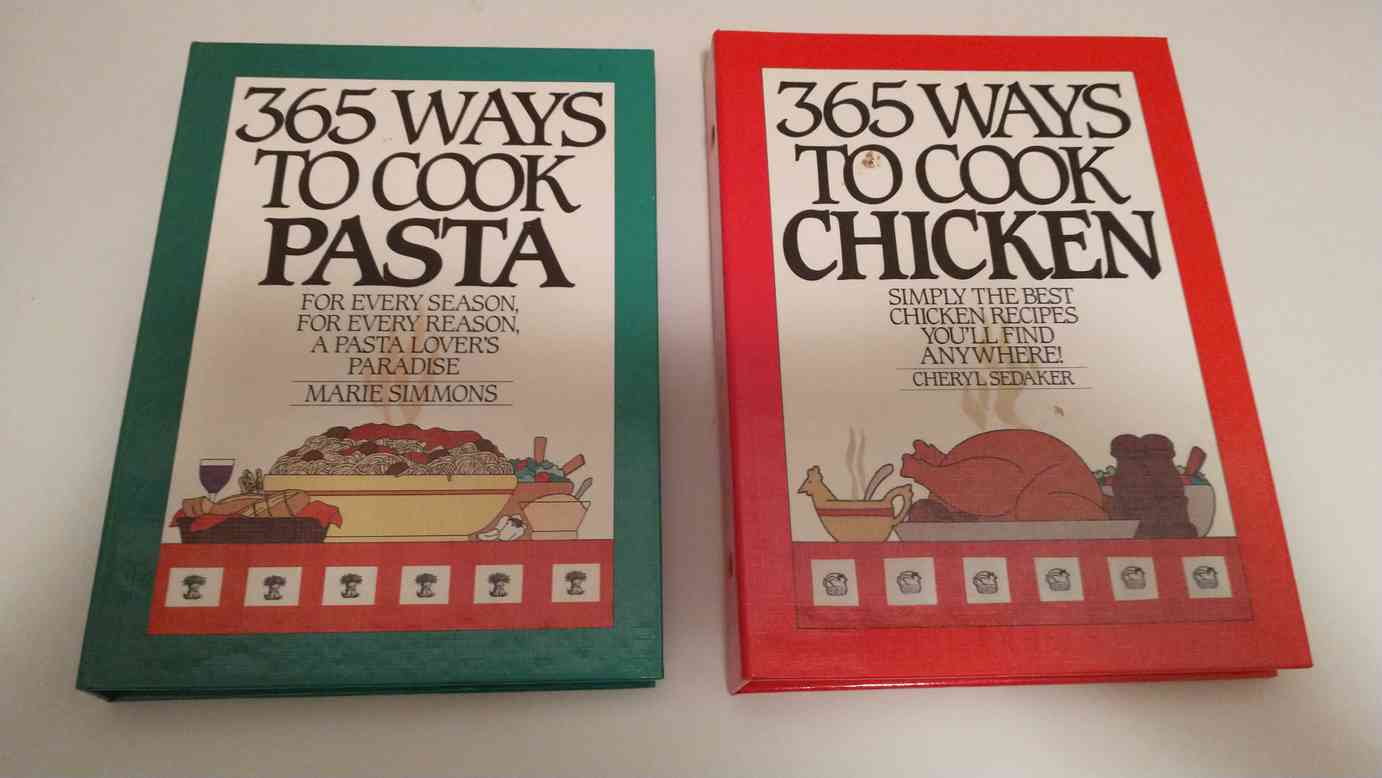 365 WAYS
TO COOK
PASTA
FOR EVERY SEASON,
FOR EVERY REASON,
A PASTA LOVER'S
PARADISE
MARIE SIMMONS
365 WAYS
TO COOK
CHICKEN
SIMPLY THE BEST
CHICKEN RECIPES
YOU'LL FIND
ANYWHERE!
CHERYL SEDAKER